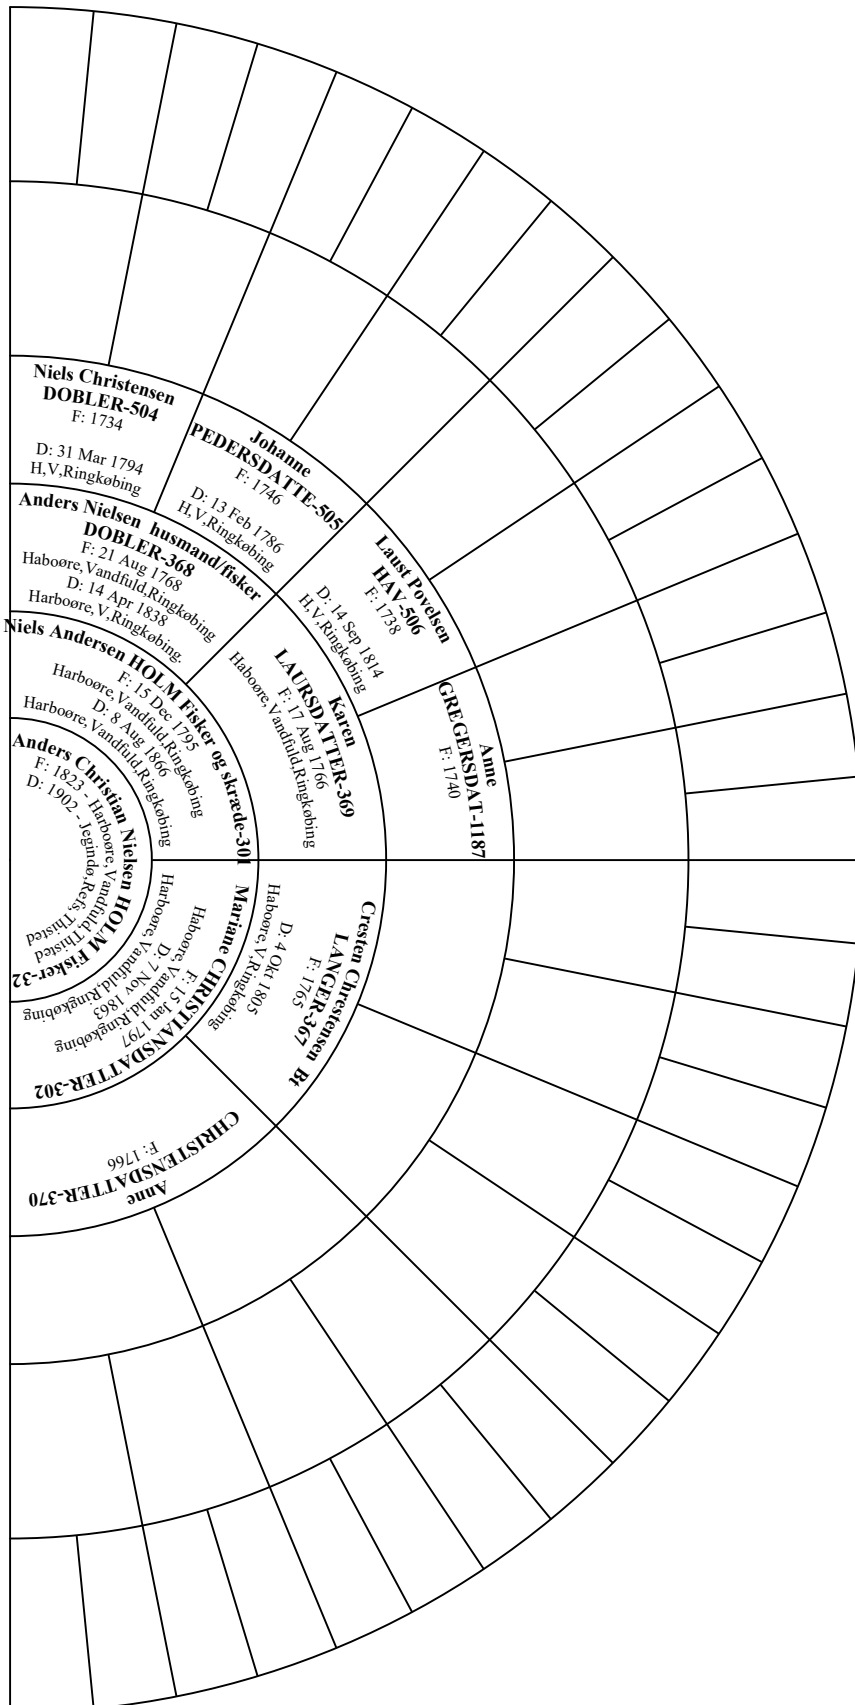 Niels Christensen
DOBLER-504
F: 1734
D: 31 Mar 1794
H,V,Ringkøbing
Johanne
PEDERSDATTE-505
F: 1746
D: 13 Feb 1786
H,V,Ringkøbing
Anders Nielsen husmand/fisker
DOBLER-368
F: 21 Aug 1768
Haboøre,Vandfuld,Ringkøbing
D: 14 Apr 1838
Harboøre,V,Ringkøbing.
Laust Povelsen
HAV-506
F: 1738
D: 14 Sep 1814
H,V,Ringkøbing
Niels Andersen HOLM Fisker og skræde-301
F: 15 Dec 1795
Harboøre,Vandfuld,Ringkøbing
D: 8 Aug 1866
Harboøre,Vandfuld,Ringkøbing
Karen
LAURSDATTER-369
F: 17 Aug 1766
Haboøre,Vandfuld,Ringkøbing
Anne
GREGERSDAT-1187
F: 1740
Anders Christian Nielsen HOLM Fisker-32
F: 1823 - Harboøre,Vandfuld,Thisted
D: 1902 - Jegindø,Refs,Thisted
Mariane CHRISTIANSDATTER-302
F: 15 Jan 1797
Haboøre,Vandfuld,Ringkøbing
D: 7 Nov 1863
Harboøre,Vandfuld,Ringkøbing
Cresten Chrestensen Bt
LANGER-367
F: 1765
D: 4 Okt 1805
Haboøre,V,Ringkøbing
Anne
CHRISTENSDATTER-370
F: 1766